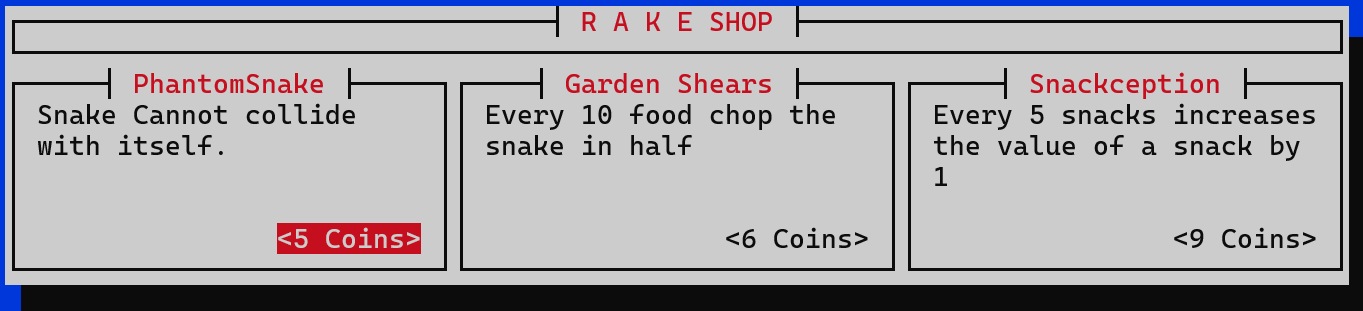 R A K E SHOP
PhantomSnake
Snake Cannot collide
with itself.
<5 Coins>
Garden Shears
Every 10 food chop the
snake in half
<6 Coins>
Snackception
Every 5 snacks increases
the value of a snack by
1
<9 Coins>